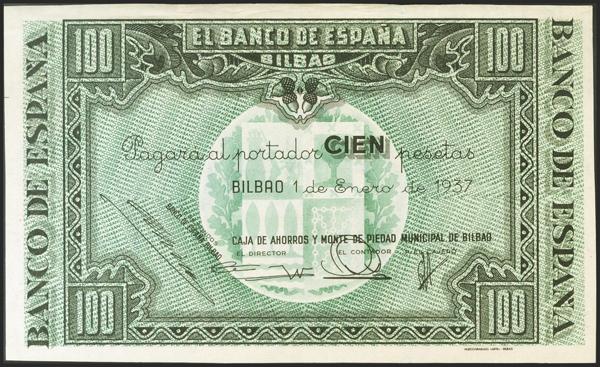 100 EL BANCO DE ESPAÑA 100
BILBAO
BANCO DE ESPAÑA
BANCO DE ESPAÑA
Pagará al portador CIEN pesetas
BILBAO 1 de Enero de 1937
CAJA DE AHORROS Y MONTE DE PIEDAD MUNICIPAL DE BILBAO
EL DIRECTOR EL CONTADOR
100 100